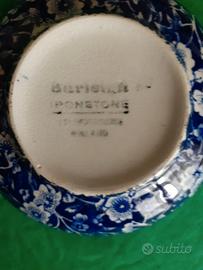 Burleigh
IRONSTONE
ENGLAND
subito